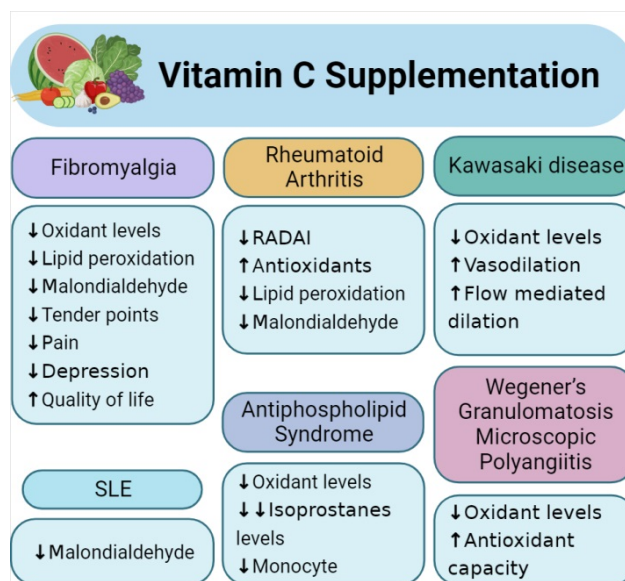 Vitamin C Supplementation
Fibromyalgia
↓Oxidant levels
↓Lipid peroxidation
↓Malondialdehyde
↓Tender points
↓Pain
↓Depression
↑Quality of life
SLE
↓Malondialdehyde
Rheumatoid
Arthritis
↓RADAI
↑Antioxidants
↓Lipid peroxidation
↓Malondialdehyde
Antiphospholipid
Syndrome
↓Oxidant levels
↓↓Isoprostanes
levels
↓Monocyte
Kawasaki disease
↓Oxidant levels
↑Vasodilation
↑Flow mediated
dilation
Wegener's
Granulomatosis
Microscopic
Polyangiitis
↓Oxidant levels
↑Antioxidant
capacity